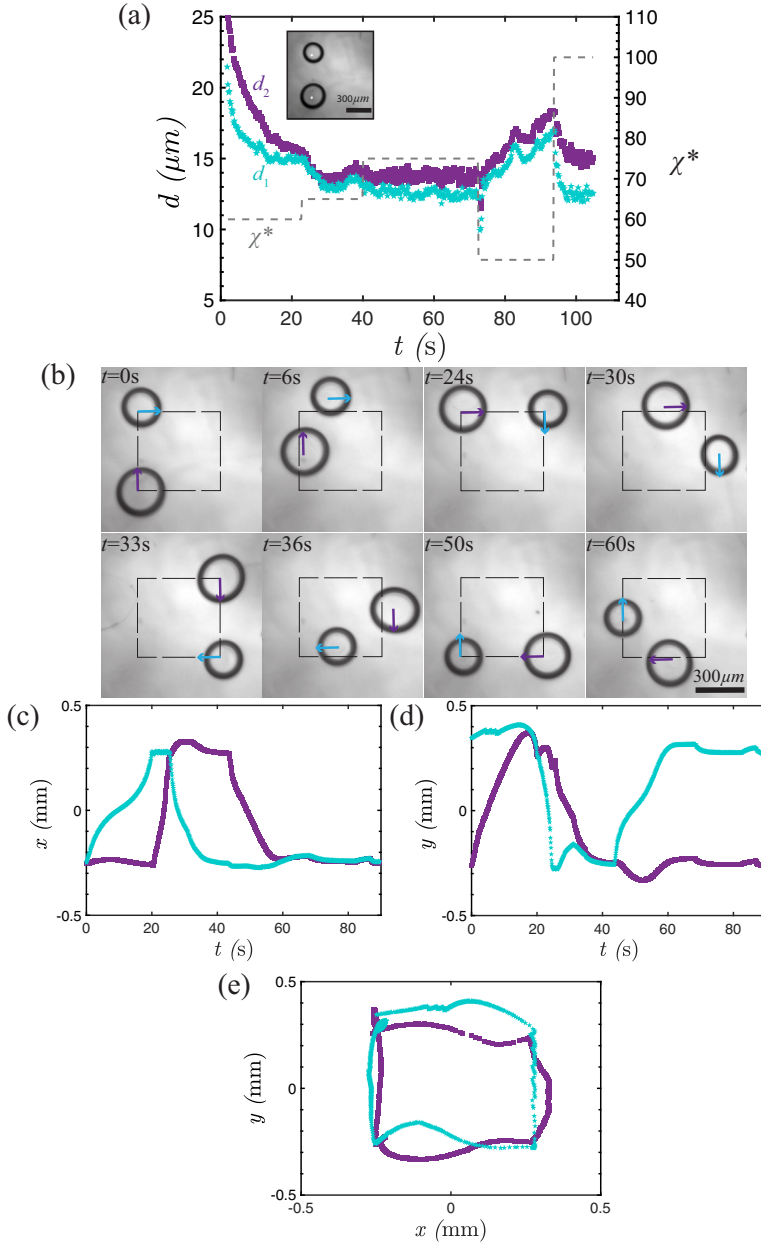 (a)
25
20
15
10
5
d (μm)
d₂
d₁
χ*
300μm
110
100
90
80
70
60
50
40
χ*
0 20 40 60 80 100
t (s)
(b)
t=0s t=6s t=24s t=30s
t=33s t=36s t=50s t=60s
300μm
(c)
0.5
0
-0.5
x (mm)
0 20 40 60 80
t (s)
(d)
0.5
0
-0.5
y (mm)
0 20 40 60 80
t (s)
(e)
0.5
0
-0.5
y (mm)
-0.5 0 0.5
x (mm)